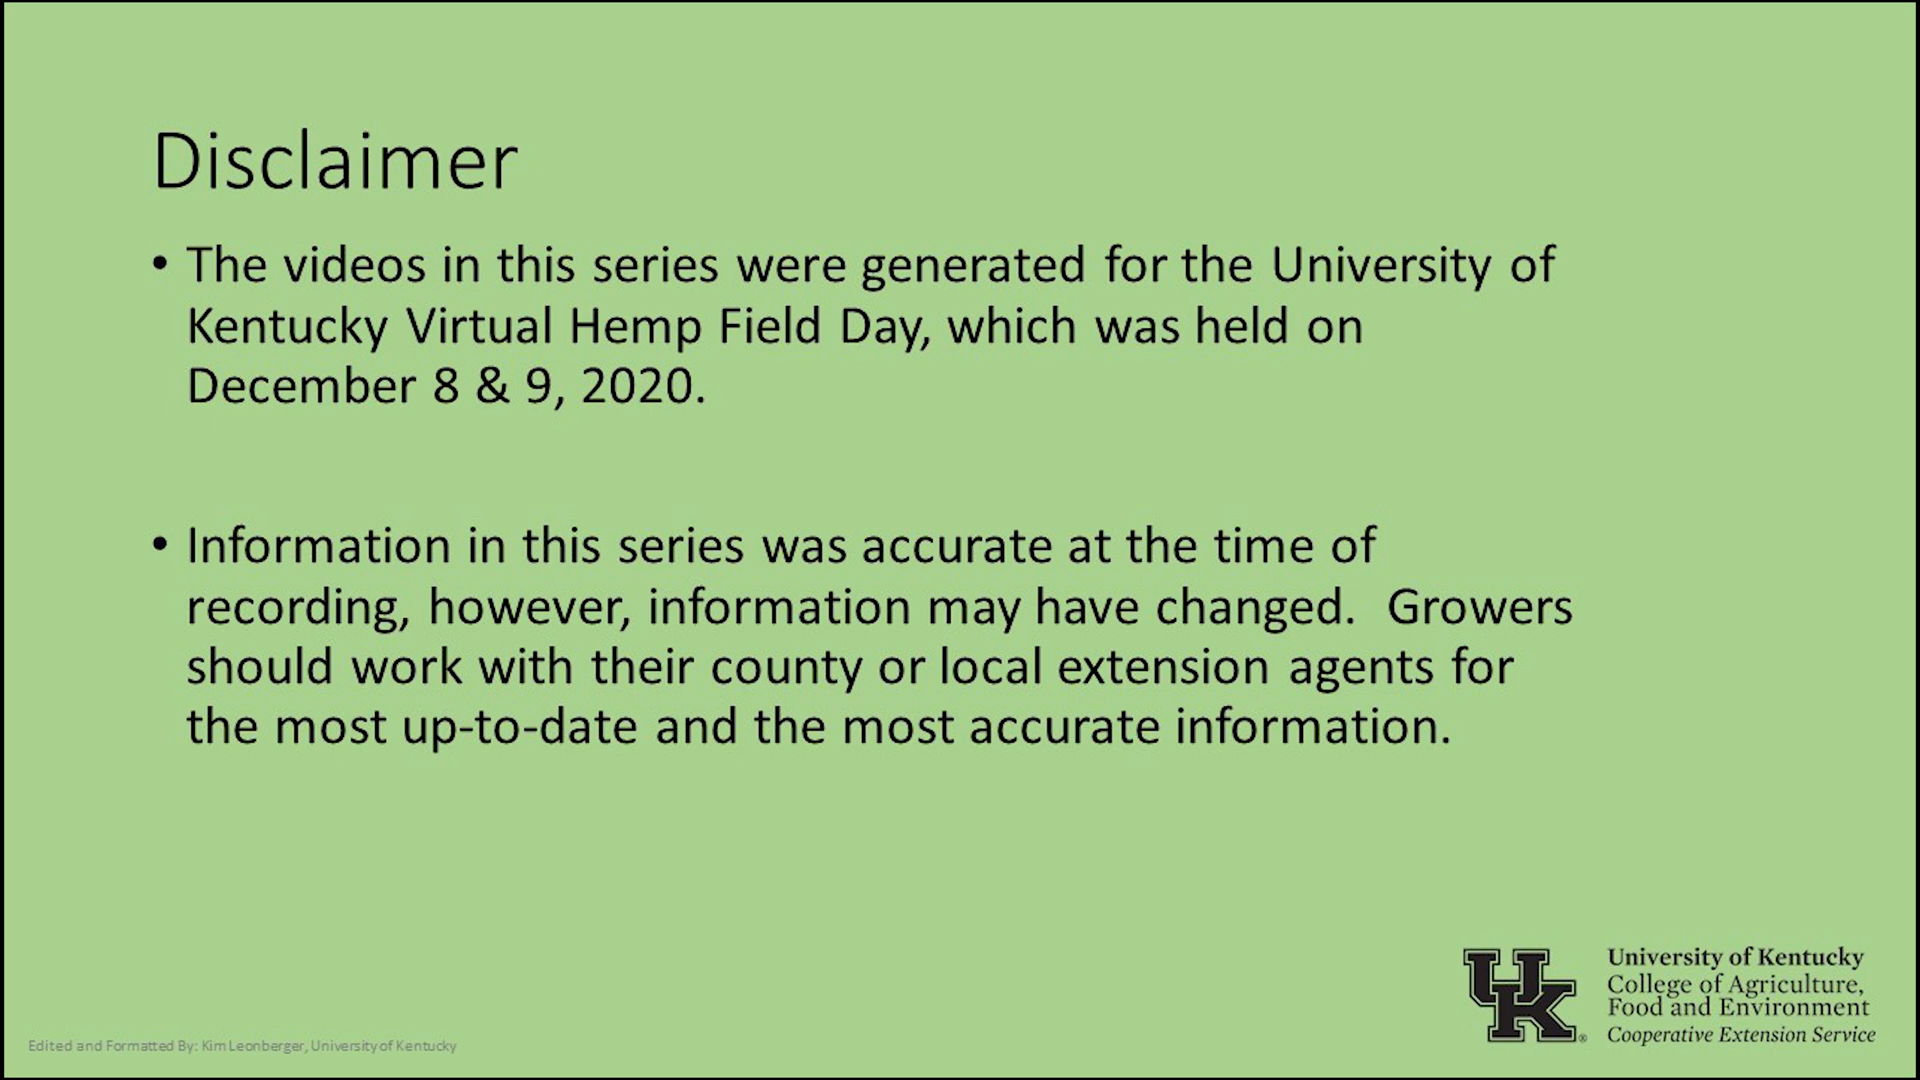 Disclaimer
• The videos in this series were generated for the University of
Kentucky Virtual Hemp Field Day, which was held on
December 8 & 9, 2020.
• Information in this series was accurate at the time of
recording, however, information may have changed.  Growers
should work with their county or local extension agents for
the most up-to-date and the most accurate information.
UK®
University of Kentucky
College of Agriculture,
Food and Environment
Cooperative Extension Service
Edited and Formatted By: Kim Leonberger, University of Kentucky